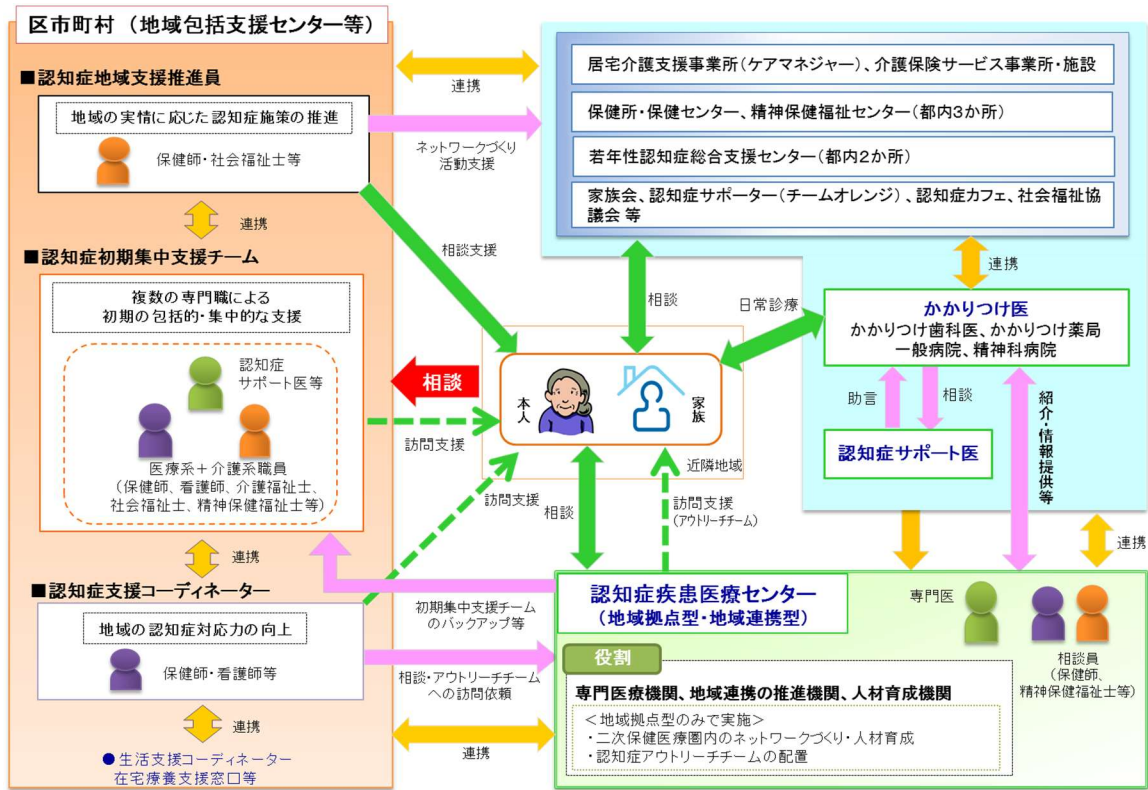 区市町村（地域包括支援センター等）
■認知症地域支援推進員
地域の実情に応じた認知症施策の推進
保健師・社会福祉士等
連携
■認知症初期集中支援チーム
複数の専門職による
初期の包括的・集中的な支援
認知症
サポート医等
医療系＋介護系職員
（保健師、看護師、介護福祉士、
社会福祉士、精神保健福祉士等）
連携
■認知症支援コーディネーター
地域の認知症対応力の向上
保健師・看護師等
連携
●生活支援コーディネーター
在宅療養支援窓口等
連携
ネットワークづくり
活動支援
相談支援
相談
訪問支援
訪問支援
初期集中支援チーム
のバックアップ等
相談・アウトリーチチーム
への訪問依頼
連携
居宅介護支援事業所（ケアマネジャー）、介護保険サービス事業所・施設
保健所・保健センター、精神保健福祉センター（都内３か所）
若年性認知症総合支援センター（都内２か所）
家族会、認知症サポーター（チームオレンジ）、認知症カフェ、社会福祉協
議会 等
相談
日常診療
連携
本人
家族
近隣地域
相談
訪問支援
（アウトリーチチーム）
かかりつけ医
かかりつけ歯科医、かかりつけ薬局
一般病院、精神科病院
助言
相談
認知症サポート医
紹介・情報提供等
連携
認知症疾患医療センター
（地域拠点型・地域連携型）
専門医
相談員
（保健師、
精神保健福祉士等）
役割
専門医療機関、地域連携の推進機関、人材育成機関
＜地域拠点型のみで実施＞
・二次保健医療圏内のネットワークづくり・人材育成
・認知症アウトリーチチームの配置